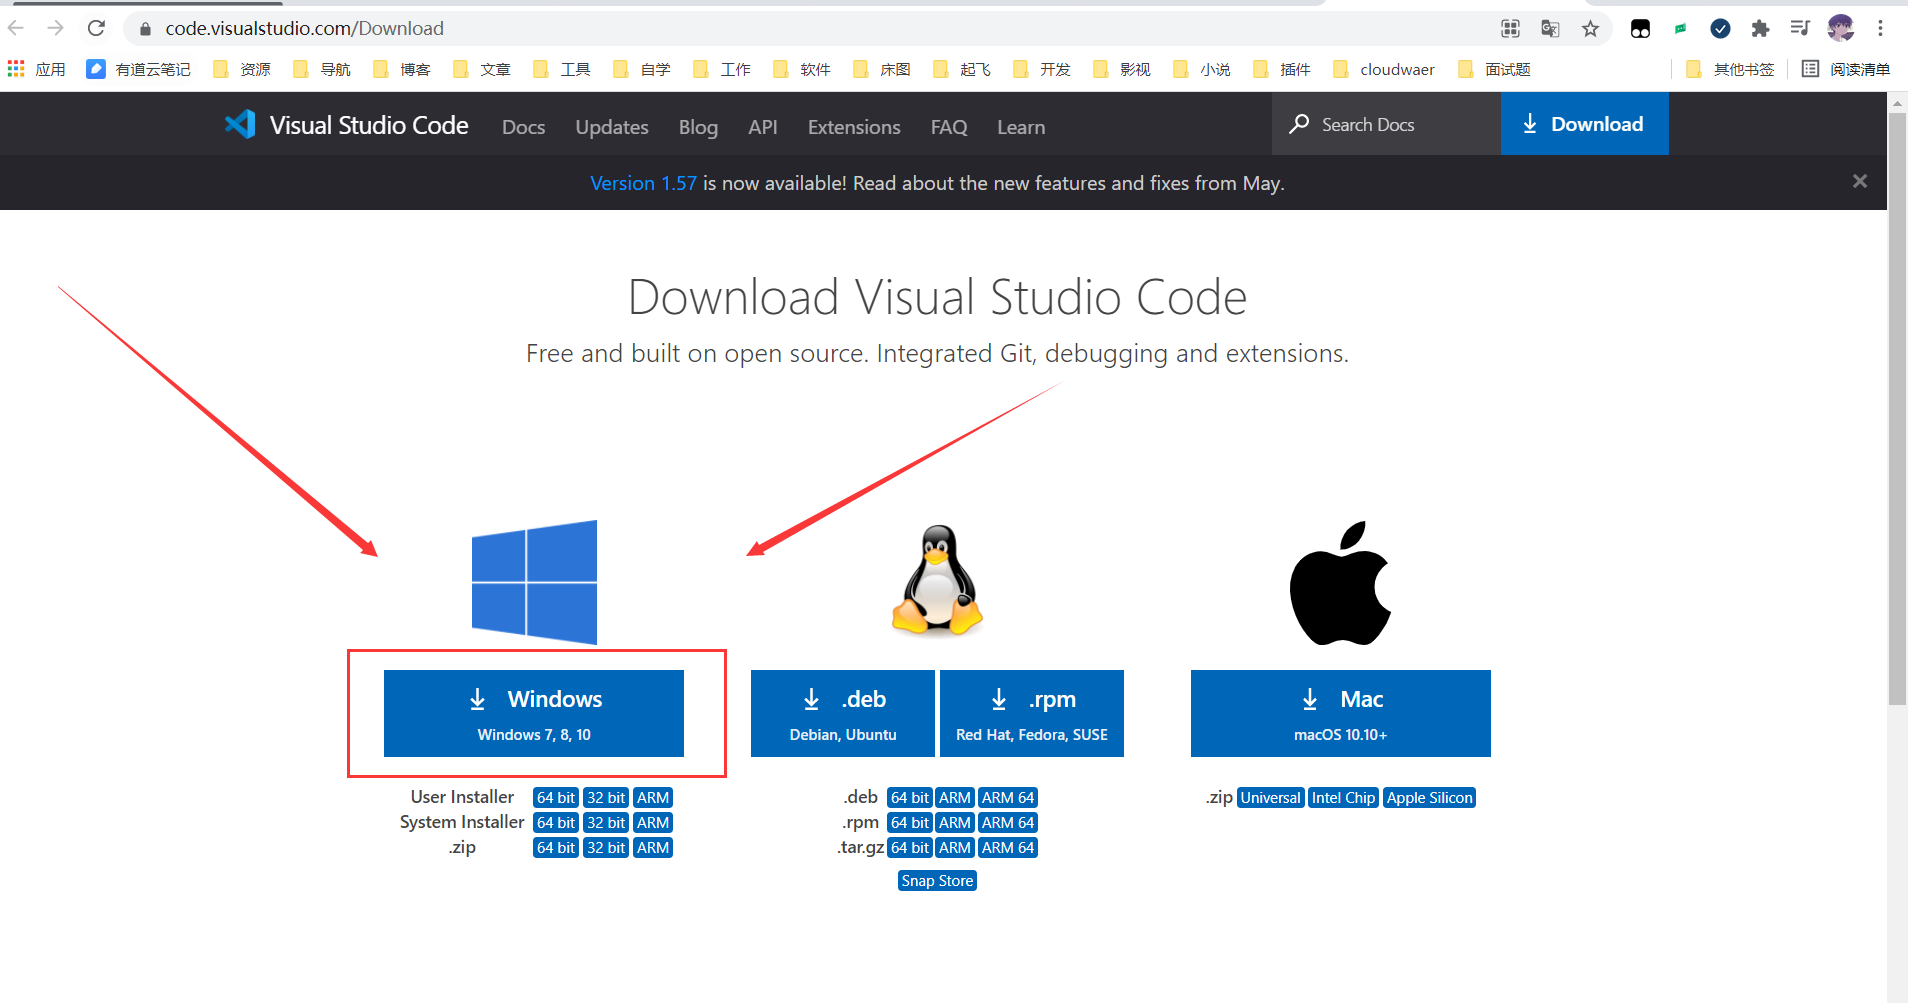 code.visualstudio.com/Download
应用 有道云笔记 资源 导航 博客 文章 工具 自学 工作 软件 床图 起飞 开发 影视 小说 插件 cloudwaer 面试题 其他书签 阅读清单
Visual Studio Code Docs Updates Blog API Extensions FAQ Learn Search Docs Download
Version 1.57 is now available! Read about the new features and fixes from May.
Download Visual Studio Code
Free and built on open source. Integrated Git, debugging and extensions.
Windows .deb .rpm Mac
Windows 7, 8, 10 Debian, Ubuntu Red Hat, Fedora, SUSE macOS 10.10+
User Installer 64 bit 32 bit ARM .deb 64 bit ARM ARM 64 .zip Universal Intel Chip Apple Silicon
System Installer 64 bit 32 bit ARM .rpm 64 bit ARM ARM 64
.zip 64 bit 32 bit ARM .tar.gz 64 bit ARM ARM 64
Snap Store